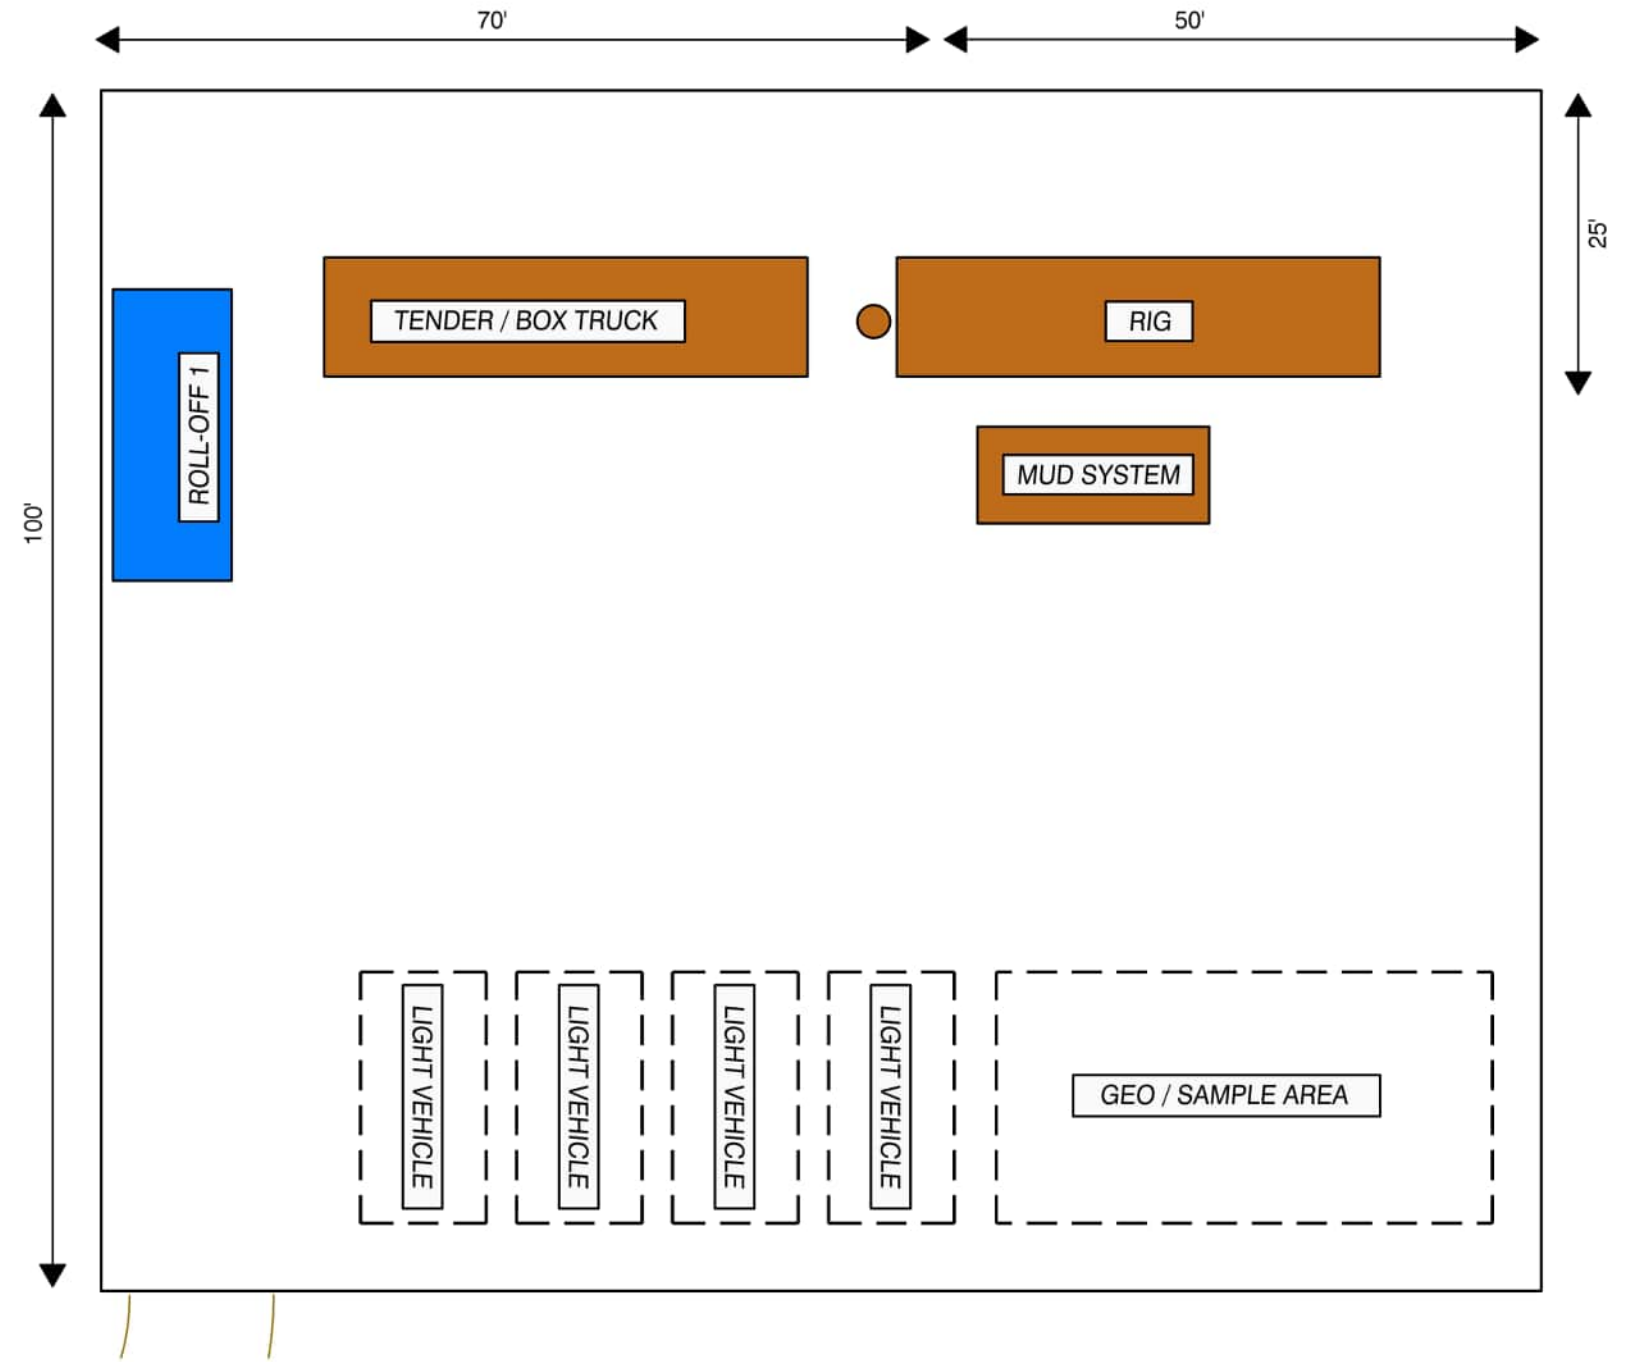 70'
50'
25'
TENDER / BOX TRUCK
RIG
ROLL-OFF 1
MUD SYSTEM
100'
LIGHT VEHICLE
LIGHT VEHICLE
LIGHT VEHICLE
LIGHT VEHICLE
GEO / SAMPLE AREA